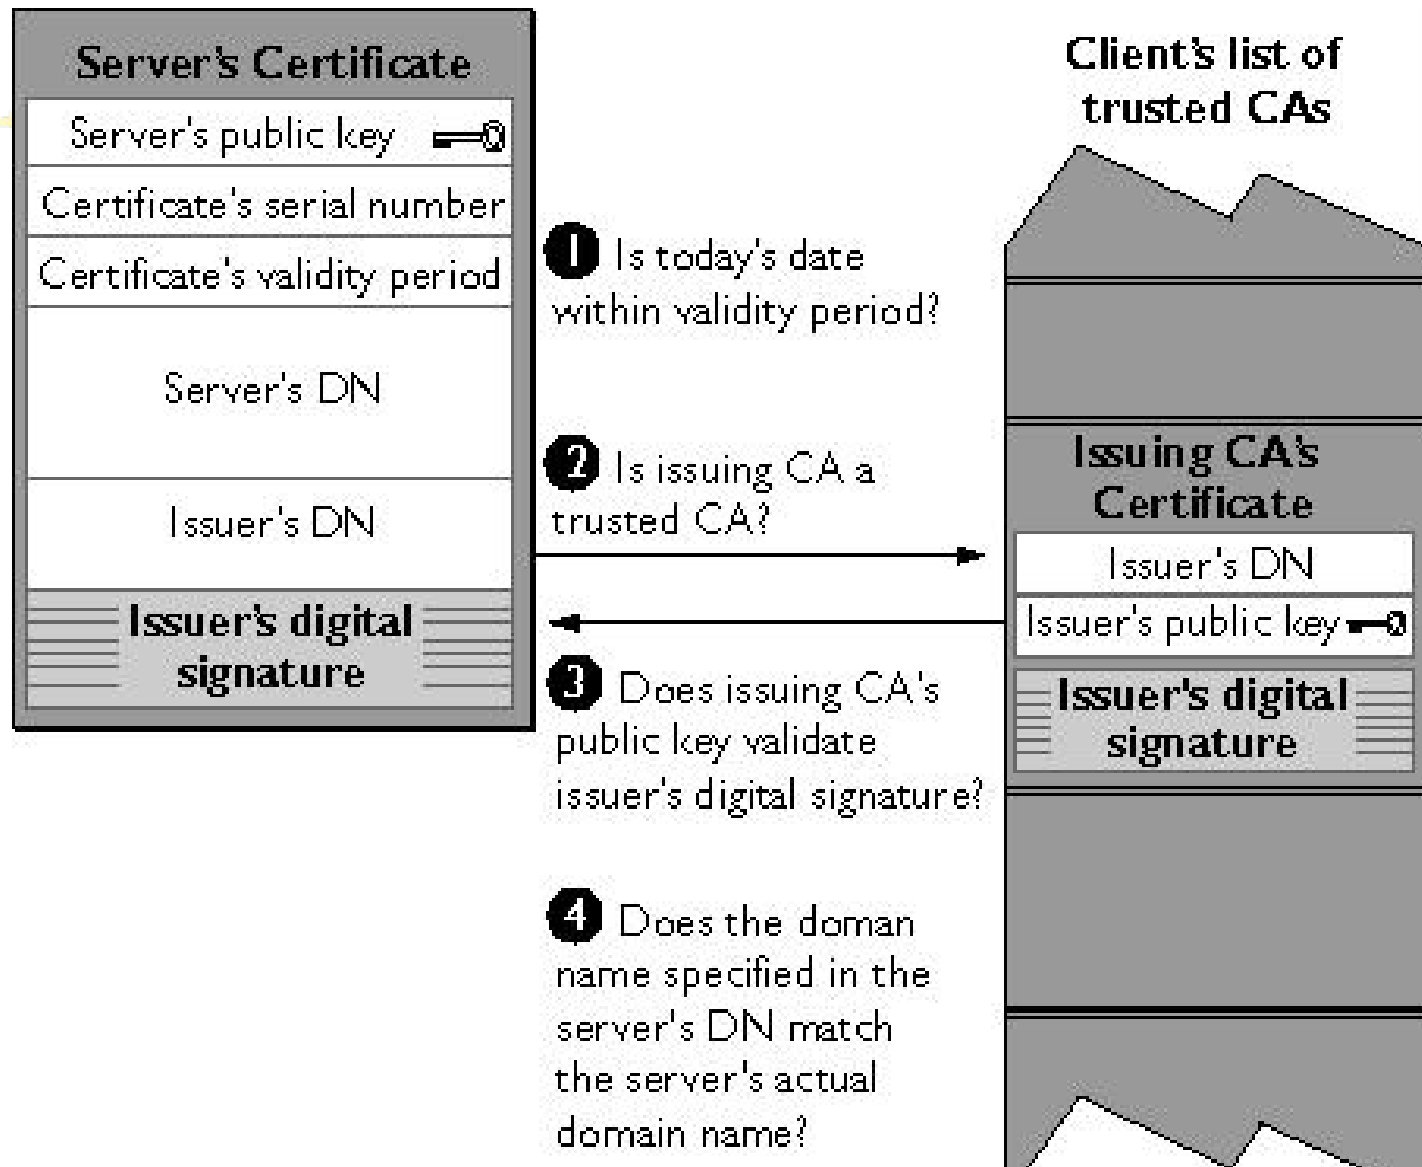 Server's Certificate
Server's public key
Certificate's serial number
Certificate's validity period
Server's DN
Issuer's DN
Issuer's digital
signature
1 Is today's date
within validity period?
2 Is issuing CA a
trusted CA?
3 Does issuing CA's
public key validate
issuer's digital signature?
4 Does the doman
name specified in the
server's DN match
the server's actual
domain name?
Client's list of
trusted CAs
Issuing CA's
Certificate
Issuer's DN
Issuer's public key
Issuer's digital
signature